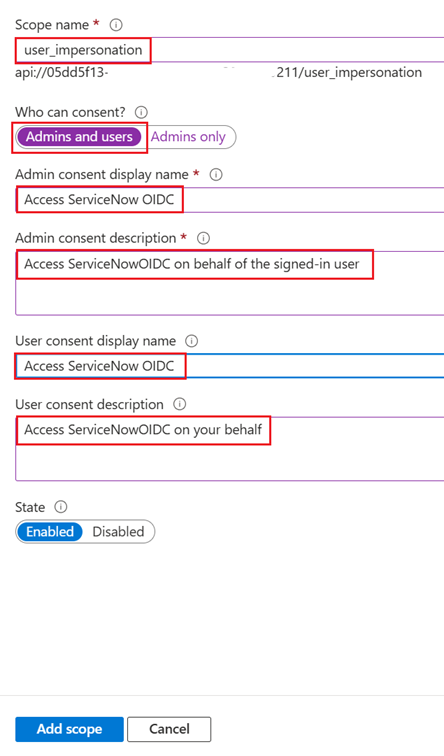 Scope name *
user_impersonation
api://05dd5f13- .211/user_impersonation
Who can consent?
Admins and users Admins only
Admin consent display name *
Access ServiceNow OIDC
Admin consent description *
Access ServiceNowOIDC on behalf of the signed-in user
User consent display name
Access ServiceNow OIDC
User consent description
Access ServiceNowOIDC on your behalf
State
Enabled Disabled
Add scope Cancel